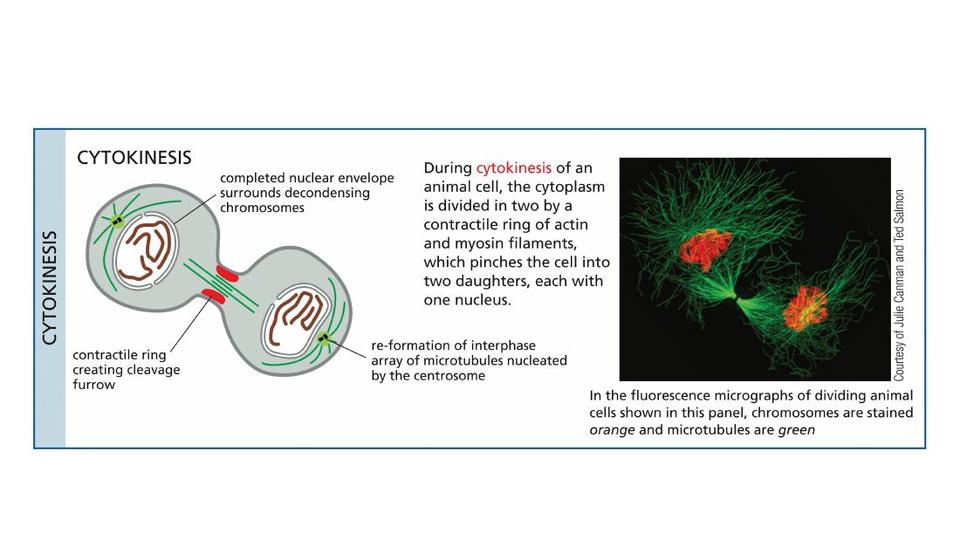 CYTOKINESIS
CYTOKINESIS
completed nuclear envelope
surrounds decondensing
chromosomes
contractile ring
creating cleavage
furrow
re-formation of interphase
array of microtubules nucleated
by the centrosome
During cytokinesis of an
animal cell, the cytoplasm
is divided in two by a
contractile ring of actin
and myosin filaments,
which pinches the cell into
two daughters, each with
one nucleus.
Courtesy of Julie Canman and Ted Salmon
In the fluorescence micrographs of dividing animal
cells shown in this panel, chromosomes are stained
orange and microtubules are green